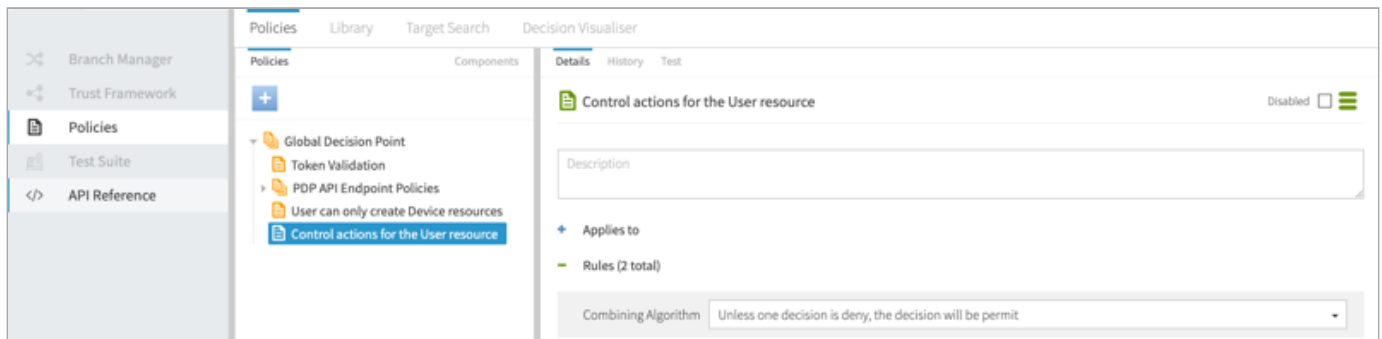 Policies Library Target Search Decision Visualiser
Branch Manager
Trust Framework
Policies
Test Suite
</> API Reference
Policies Components
+
Global Decision Point
Token Validation
PDP API Endpoint Policies
User can only create Device resources
Control actions for the User resource
Details History Test
Control actions for the User resource Disabled
Description
+ Applies to
− Rules (2 total)
Combining Algorithm Unless one decision is deny, the decision will be permit